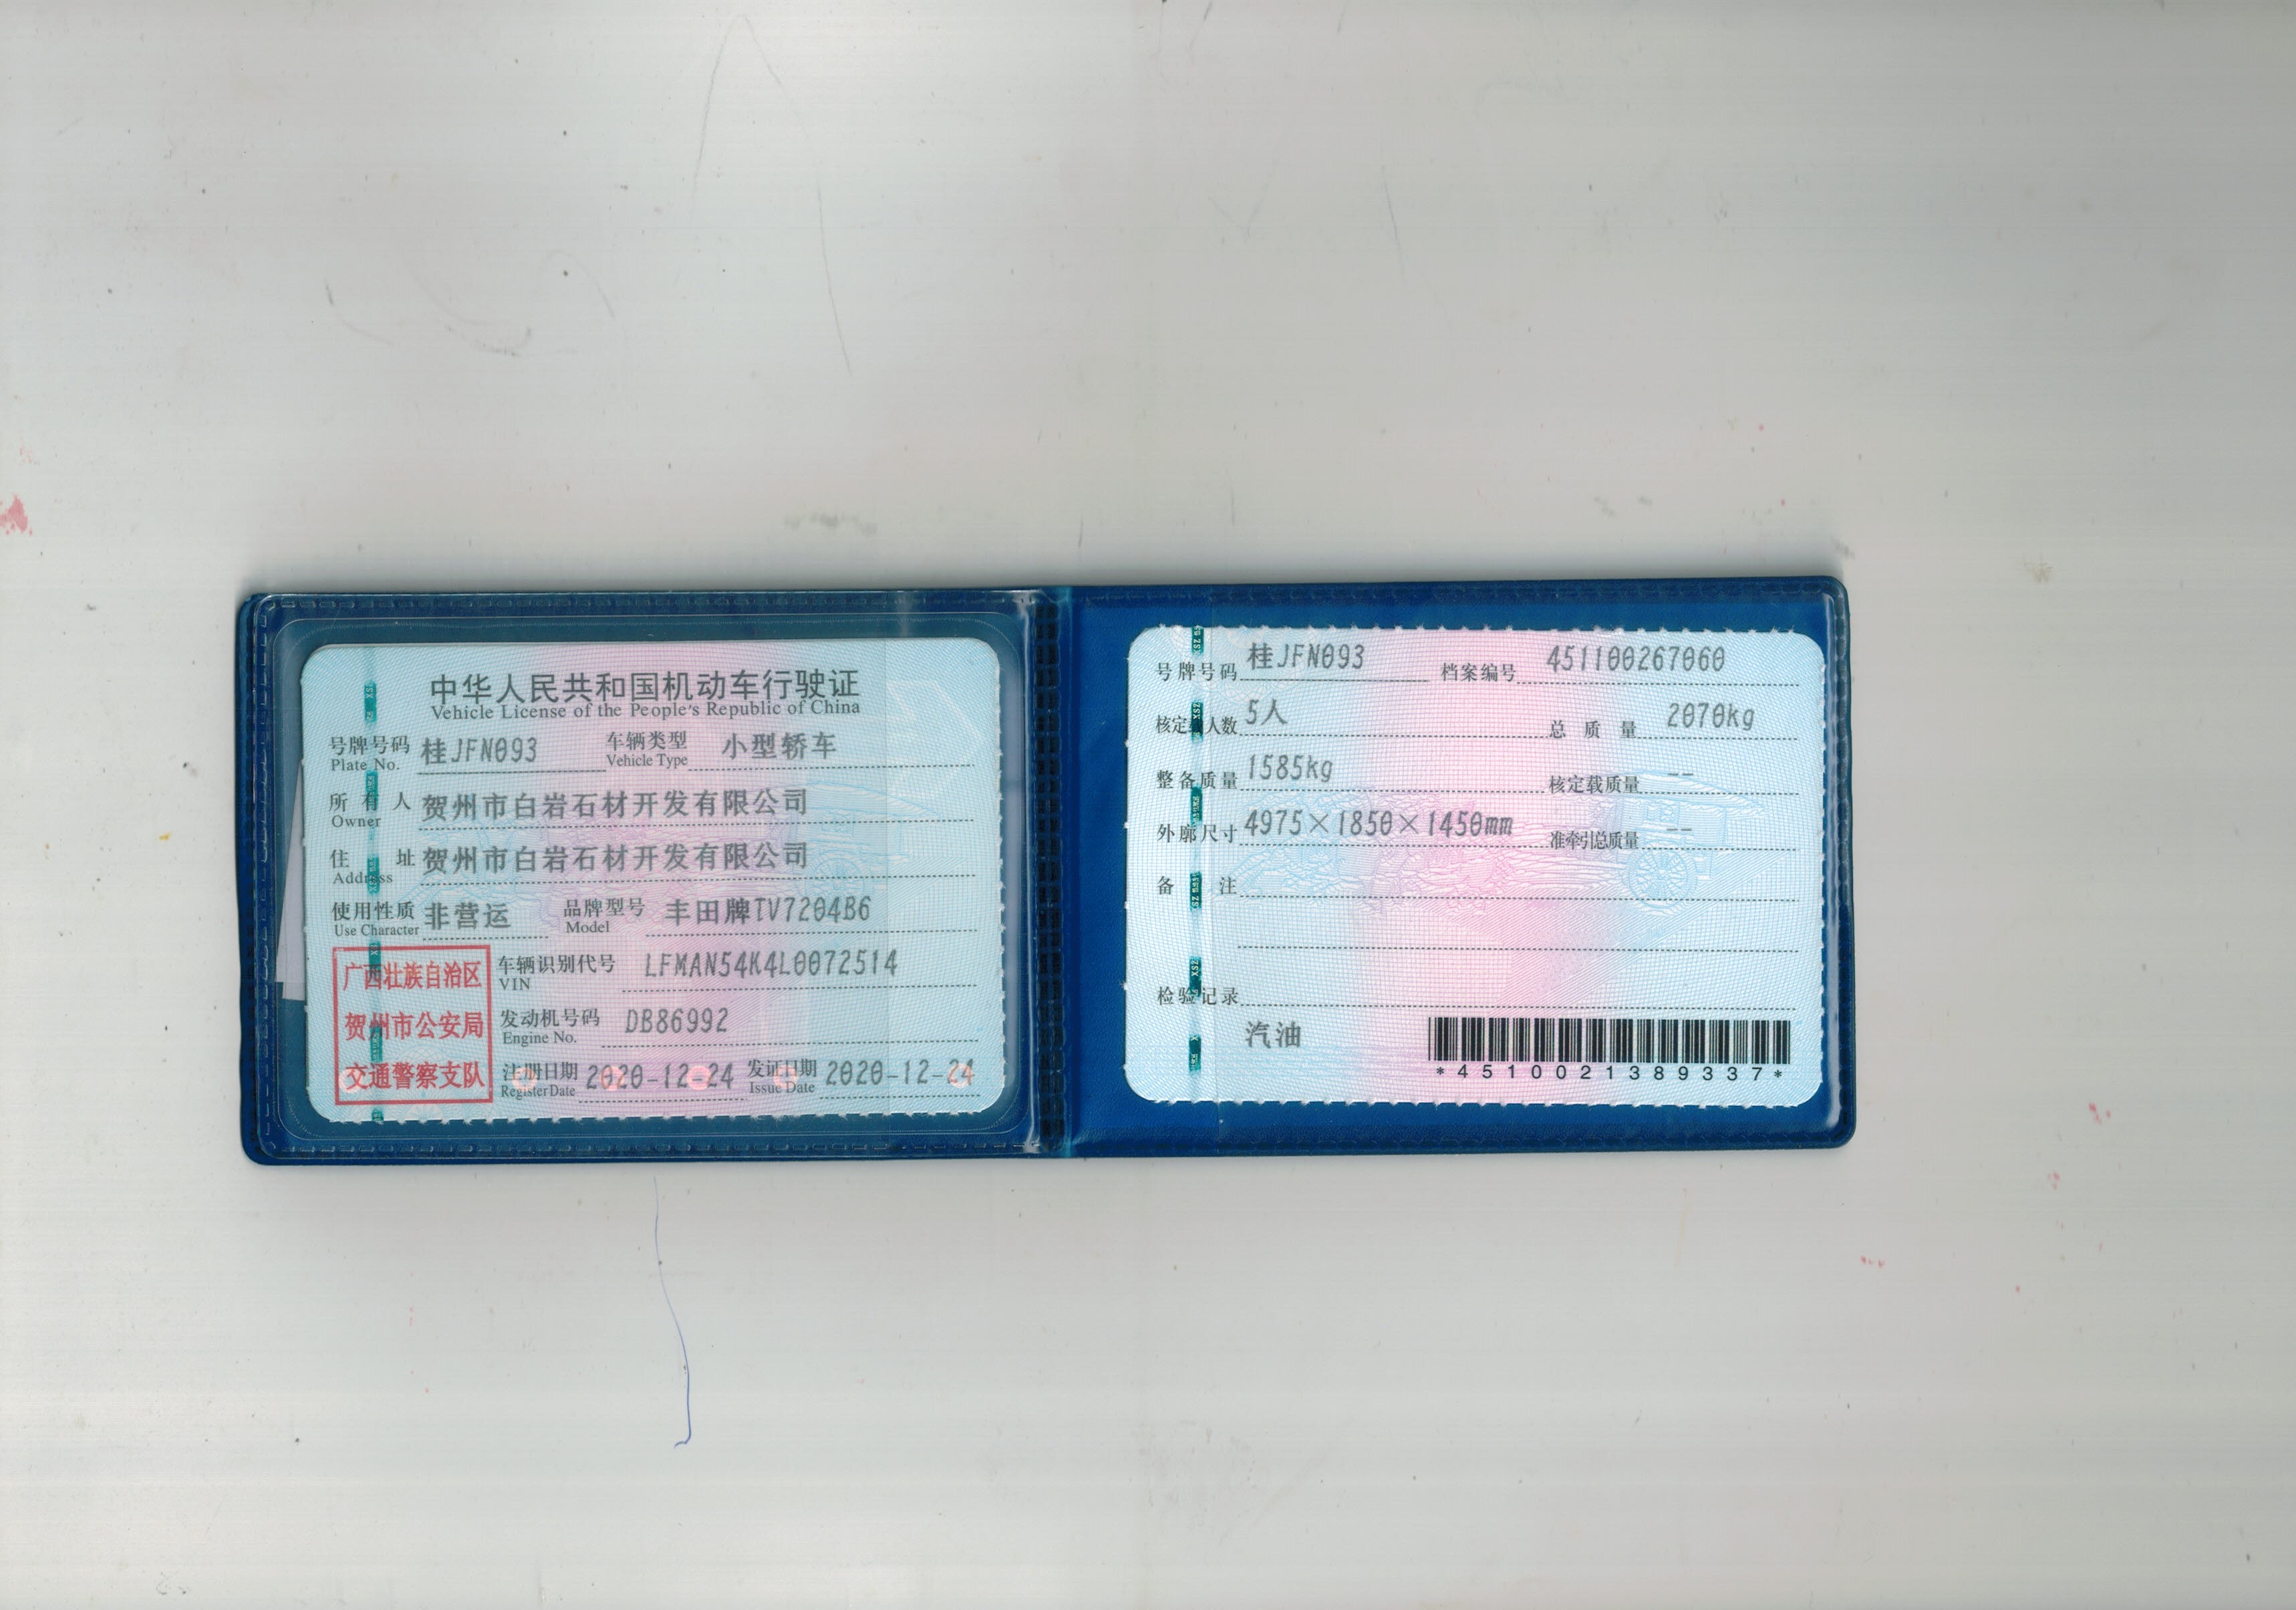 中华人民共和国机动车行驶证
Vehicle License of the People's Republic of China
号牌号码 桂JFN093 车辆类型 小型轿车
Plate No. Vehicle Type
所有人 贺州市白岩石材开发有限公司
Owner
住址 贺州市白岩石材开发有限公司
Address
使用性质 非营运 品牌型号 丰田牌TV7204B6
Use Character Model
车辆识别代号 LFMAN54K4L0072514
VIN
发动机号码 DB86992
Engine No.
注册日期 2020-12-24 发证日期 2020-12-24
Register Date Issue Date
广西壮族自治区
贺州市公安局
交通警察支队
号牌号码 桂JFN093 档案编号 451100267060
核定载人数 5人 总质量 2070kg
整备质量 1585kg 核定载质量 --
外廓尺寸 4975×1850×1450mm 准牵引总质量 --
备注
检验记录
汽油
*4510021389337*